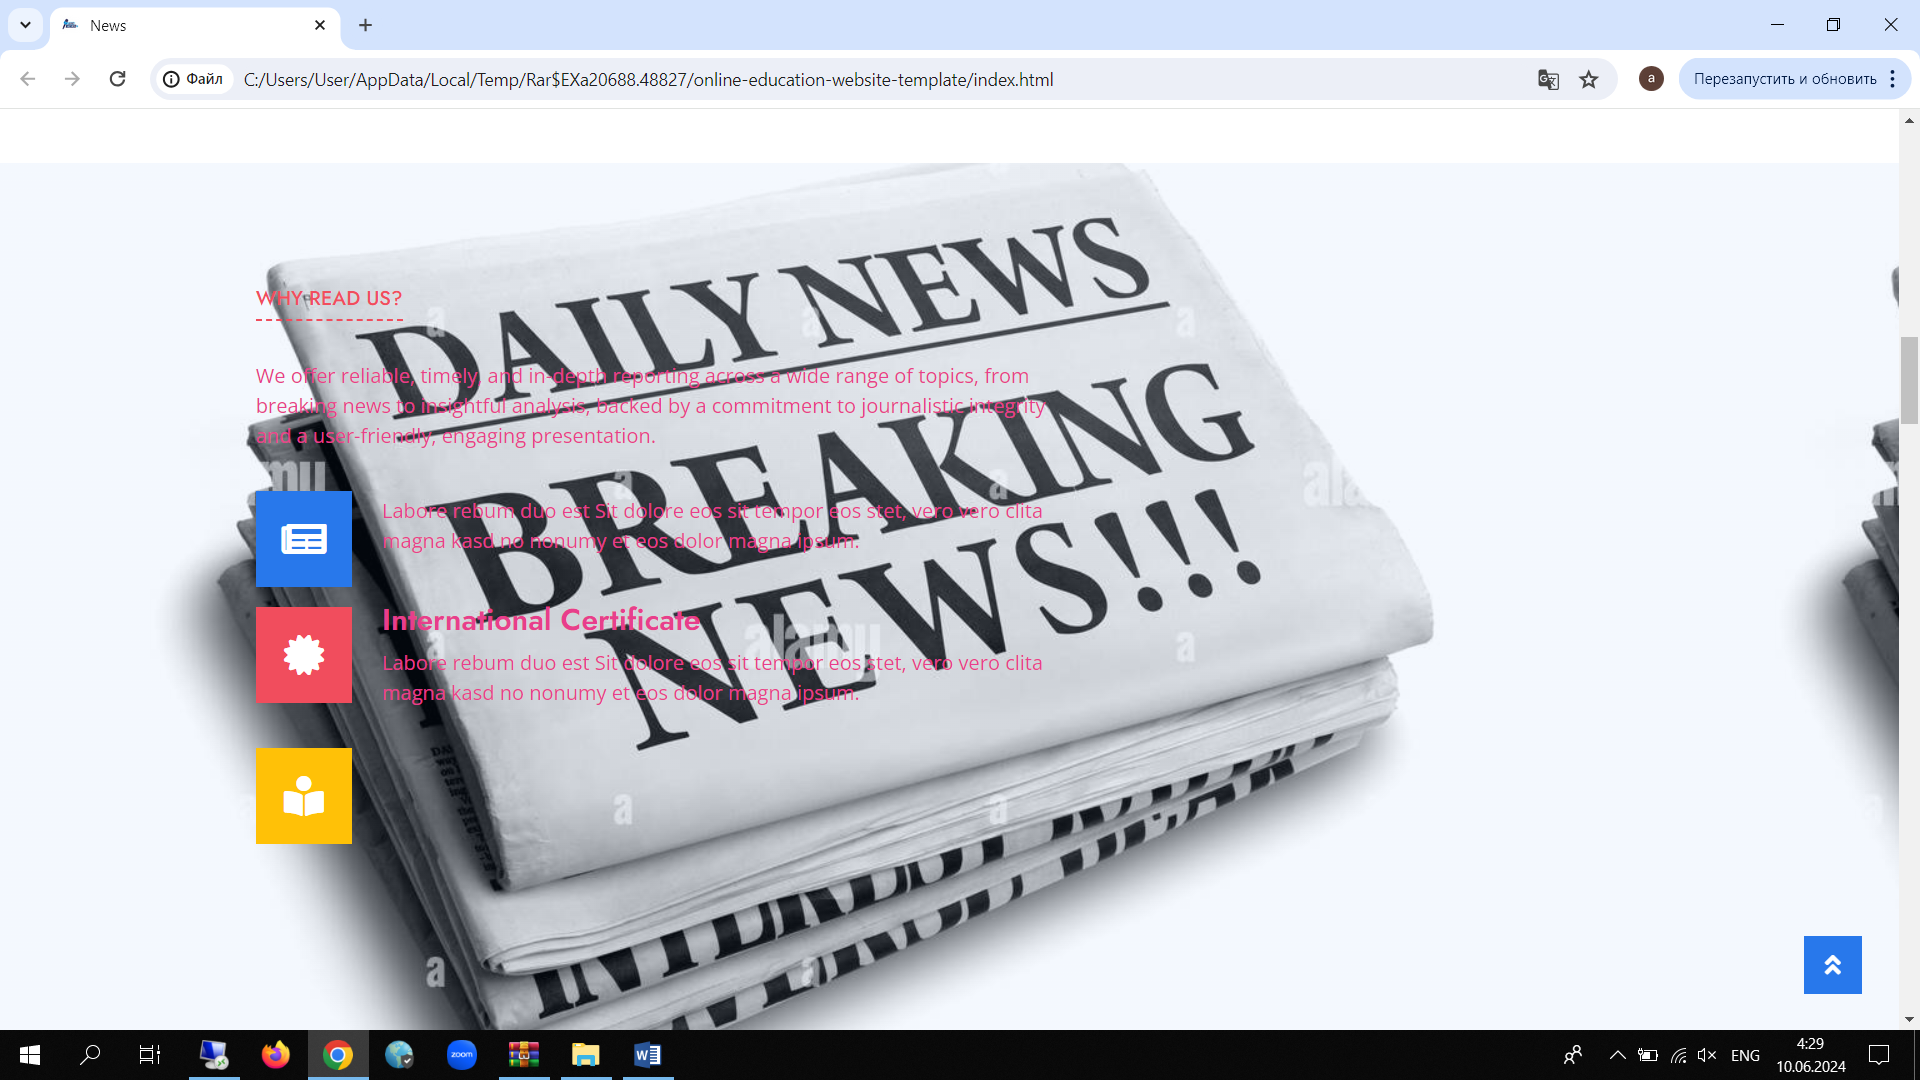 News
Файл
C:/Users/User/AppData/Local/Temp/Rar$EXa20688.48827/online-education-website-template/index.html
a
Перезапустить и обновить
DAILY NEWS
WHY READ US?
We offer reliable, timely, and in-depth reporting across a wide range of topics, from
breaking news to insightful analysis, backed by a commitment to journalistic integrity
and a user-friendly, engaging presentation.
BREAKING
NEWS!!!
Labore rebum duo est Sit dolore eos sit tempor eos stet, vero vero clita
magna kasd no nonumy et eos dolor magna ipsum.
International Certificate
Labore rebum duo est Sit dolore eos sit tempor eos stet, vero vero clita
magna kasd no nonumy et eos dolor magna ipsum.
alamy
a
zoom
ENG
4:29
10.06.2024